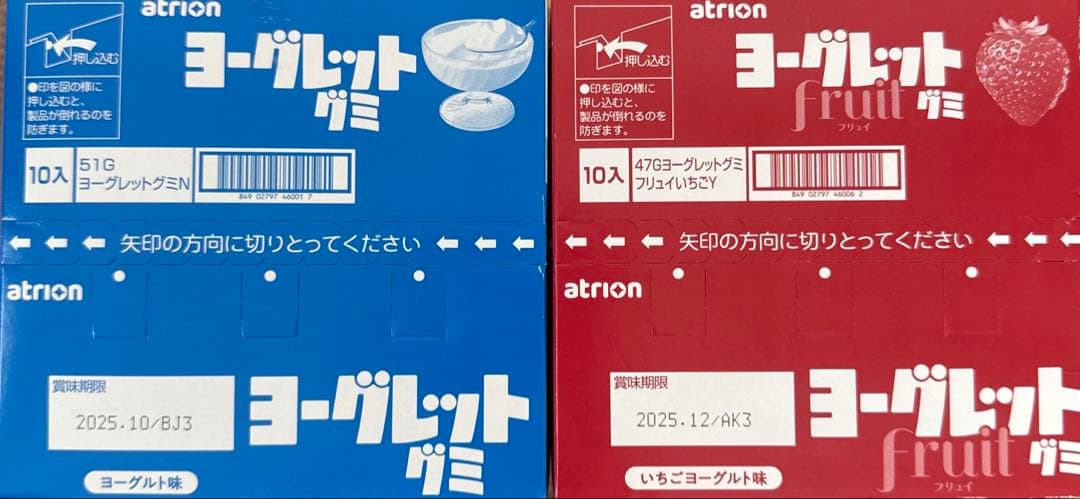 atrion
押し込む
●印を図の様に
押し込むと、
製品が倒れるのを
防ぎます。
ヨーグレット
グミ
10入
51G
ヨーグレットグミN
849 02797 46001 7
矢印の方向に切りとってください
atrion
賞味期限
2025.10/BJ3
ヨーグレット
グミ
ヨーグルト味
atrion
押し込む
●印を図の様に
押し込むと、
製品が倒れるのを
防ぎます。
ヨーグレット
fruit
フリュイ
グミ
10入
47Gヨーグレットグミ
フリュイいちごY
849 02797 46006 2
矢印の方向に切りとってください
atrion
賞味期限
2025.12/AK3
ヨーグレット
fruit
フリュイ
グミ
いちごヨーグルト味